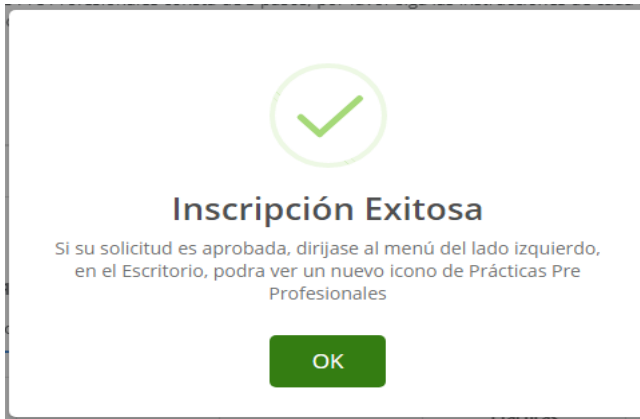 Inscripción Exitosa
Si su solicitud es aprobada, dirijase al menú del lado izquierdo,
en el Escritorio, podra ver un nuevo icono de Prácticas Pre
Profesionales
OK